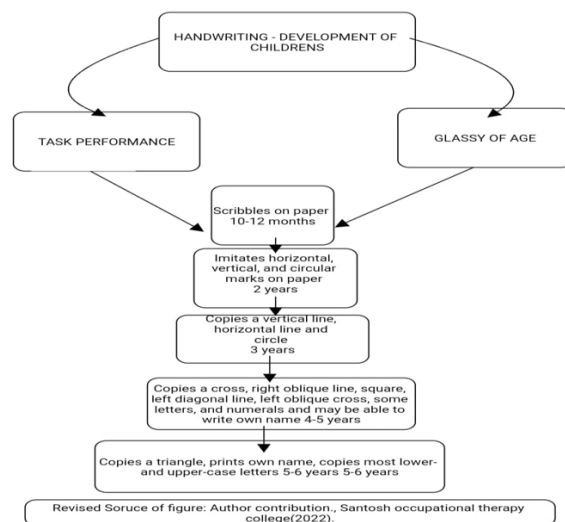 HANDWRITING - DEVELOPMENT OF
CHILDRENS
TASK PERFORMANCE
GLASSY OF AGE
Scribbles on paper
10-12 months
Imitates horizontal,
vertical, and circular
marks on paper
2 years
Copies a vertical line,
horizontal line and
circle
3 years
Copies a cross, right oblique line, square,
left diagonal line, left oblique cross, some
letters, and numerals and may be able to
write own name 4-5 years
Copies a triangle, prints own name, copies most lower-
and upper-case letters 5-6 years 5-6 years
Revised Soruce of figure: Author contribution., Santosh occupational therapy
college(2022).